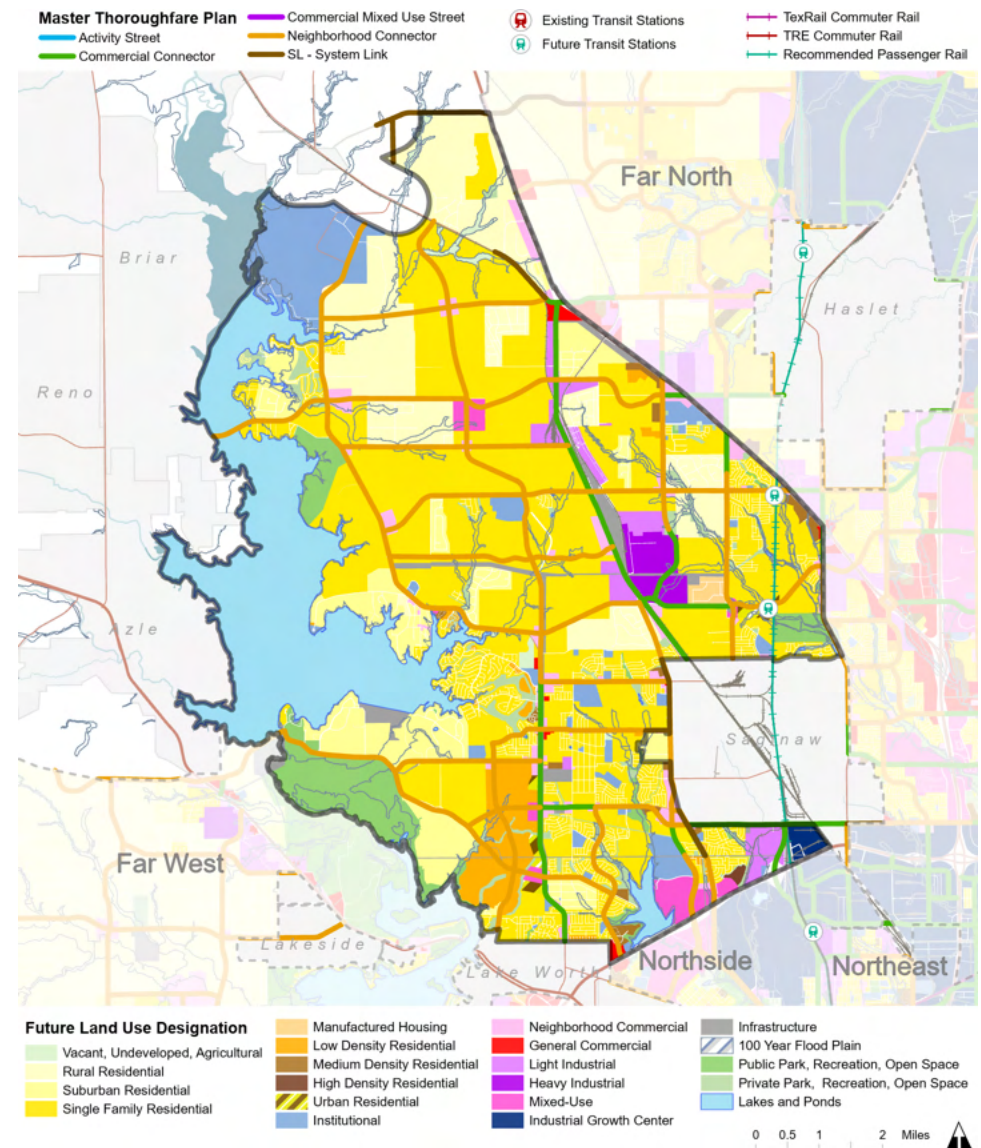 Master Thoroughfare Plan
Activity Street
Commercial Connector
Commercial Mixed Use Street
Neighborhood Connector
SL - System Link
Existing Transit Stations
Future Transit Stations
TexRail Commuter Rail
TRE Commuter Rail
Recommended Passenger Rail
Far North
Briar
Haslet
Reno
Azle
Saginaw
Far West
Lakeside
Lake Worth
Northside
Northeast
Future Land Use Designation
Vacant, Undeveloped, Agricultural
Rural Residential
Suburban Residential
Single Family Residential
Manufactured Housing
Low Density Residential
Medium Density Residential
High Density Residential
Urban Residential
Institutional
Neighborhood Commercial
General Commercial
Light Industrial
Heavy Industrial
Mixed-Use
Industrial Growth Center
Infrastructure
100 Year Flood Plain
Public Park, Recreation, Open Space
Private Park, Recreation, Open Space
Lakes and Ponds
0 0.5 1 2 Miles